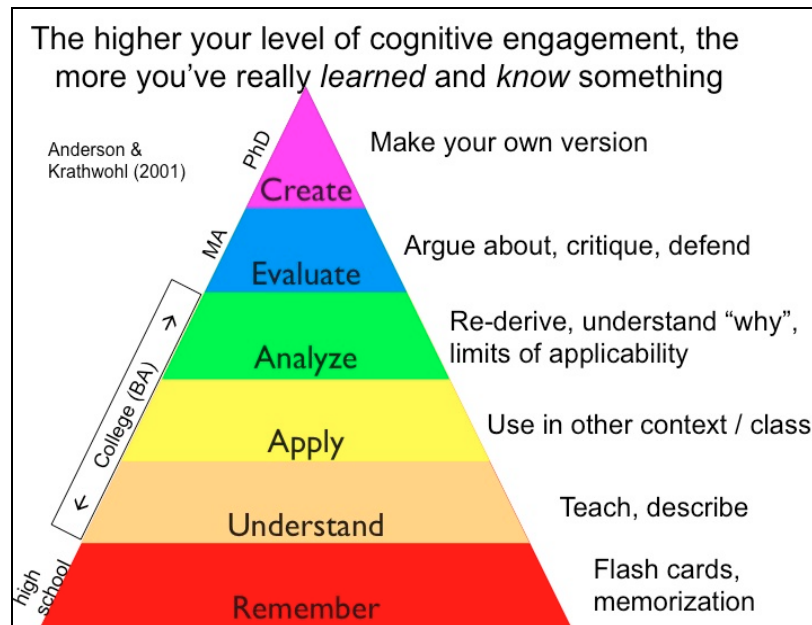 The higher your level of cognitive engagement, the
more you've really learned and know something
Anderson &
Krathwohl (2001)
PhD
Create
Make your own version
MA
Evaluate
Argue about, critique, defend
College (BA)
Analyze
Re-derive, understand “why”,
limits of applicability
Apply
Use in other context / class
Understand
Teach, describe
high
school
Remember
Flash cards,
memorization